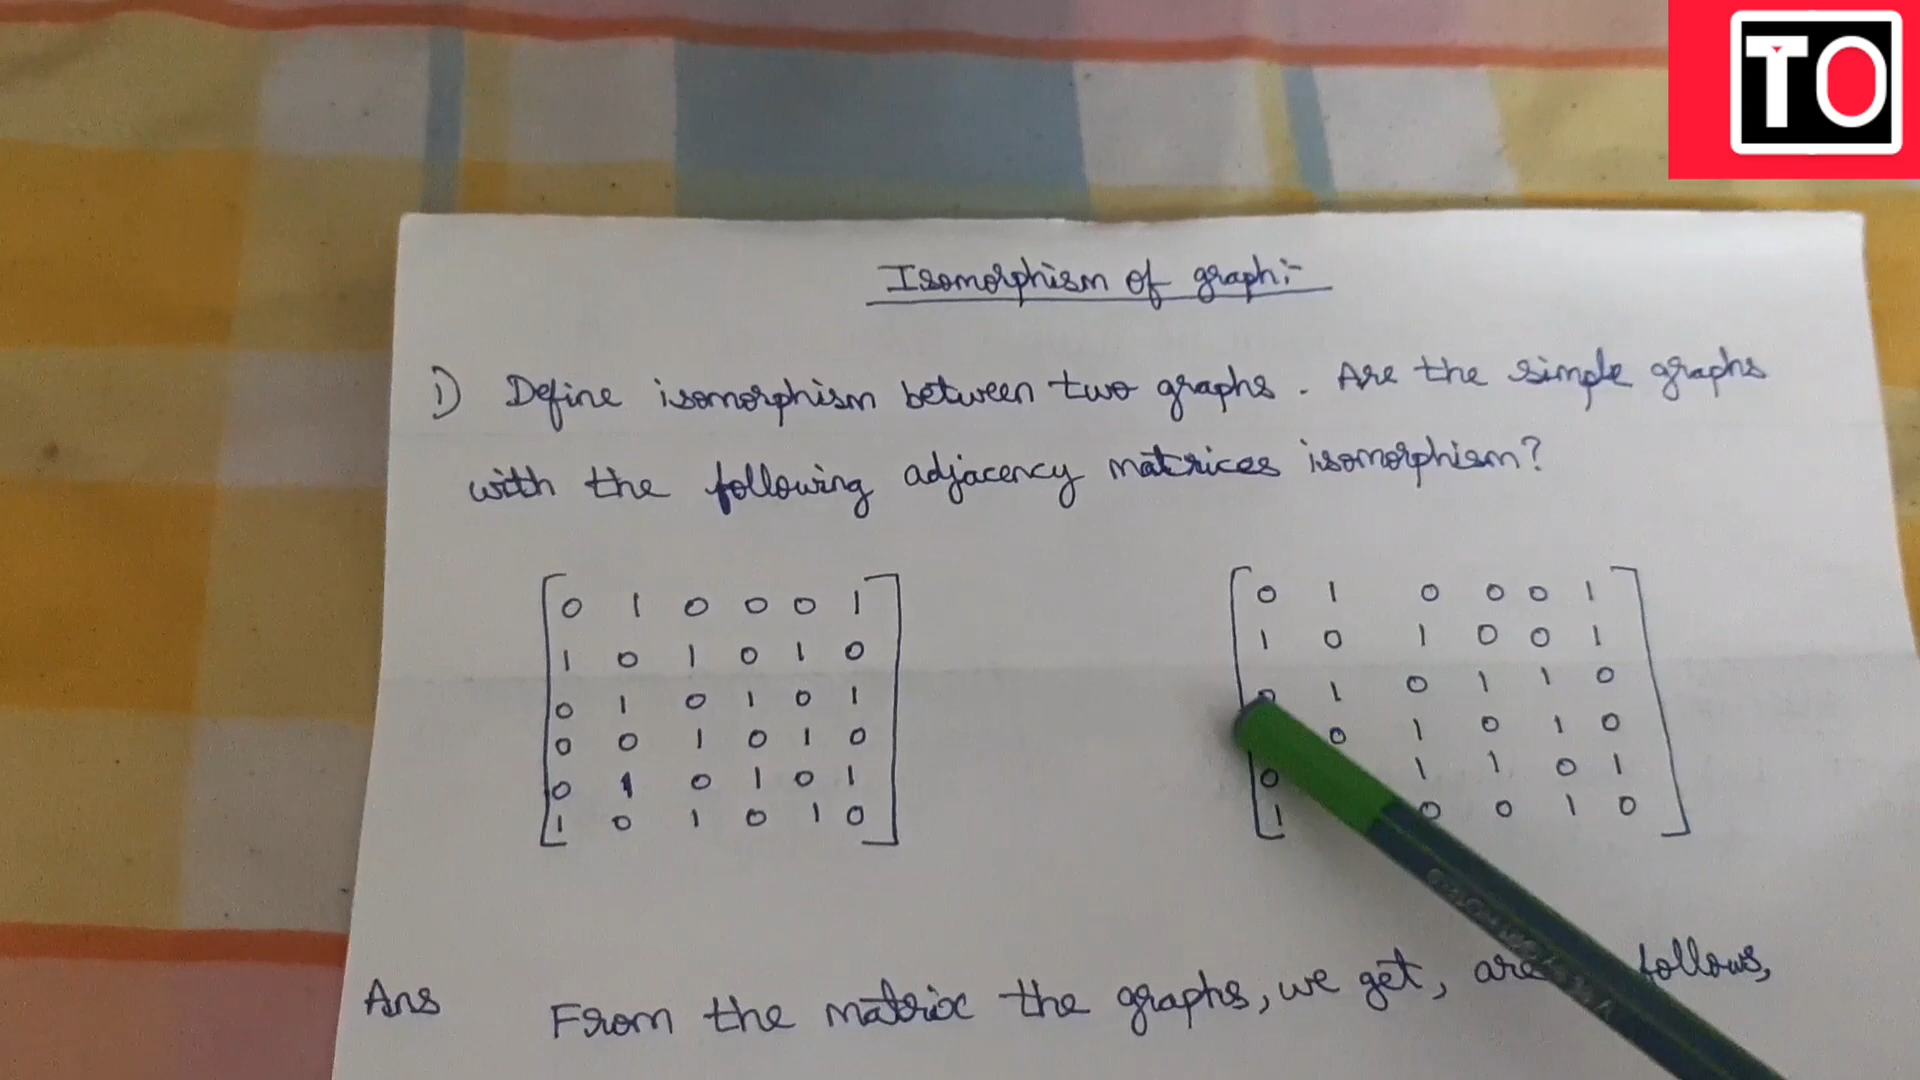 TO
Isomorphism of graph:-
1) Define isomorphism between two graphs. Are the simple graphs
with the following adjacency matrices isomorphism?
0 1 0 0 0 1
1 0 1 0 1 0
0 1 0 1 0 1
0 0 1 0 1 0
0 1 0 1 0 1
1 0 1 0 1 0
0 1 0 0 0 1
1 0 1 0 0 1
0 1 0 1 1 0
0 1 0 1 0
0 1 1 0 1
1 0 0 1 0
Ans From the matrix the graphs, we get, are follows,